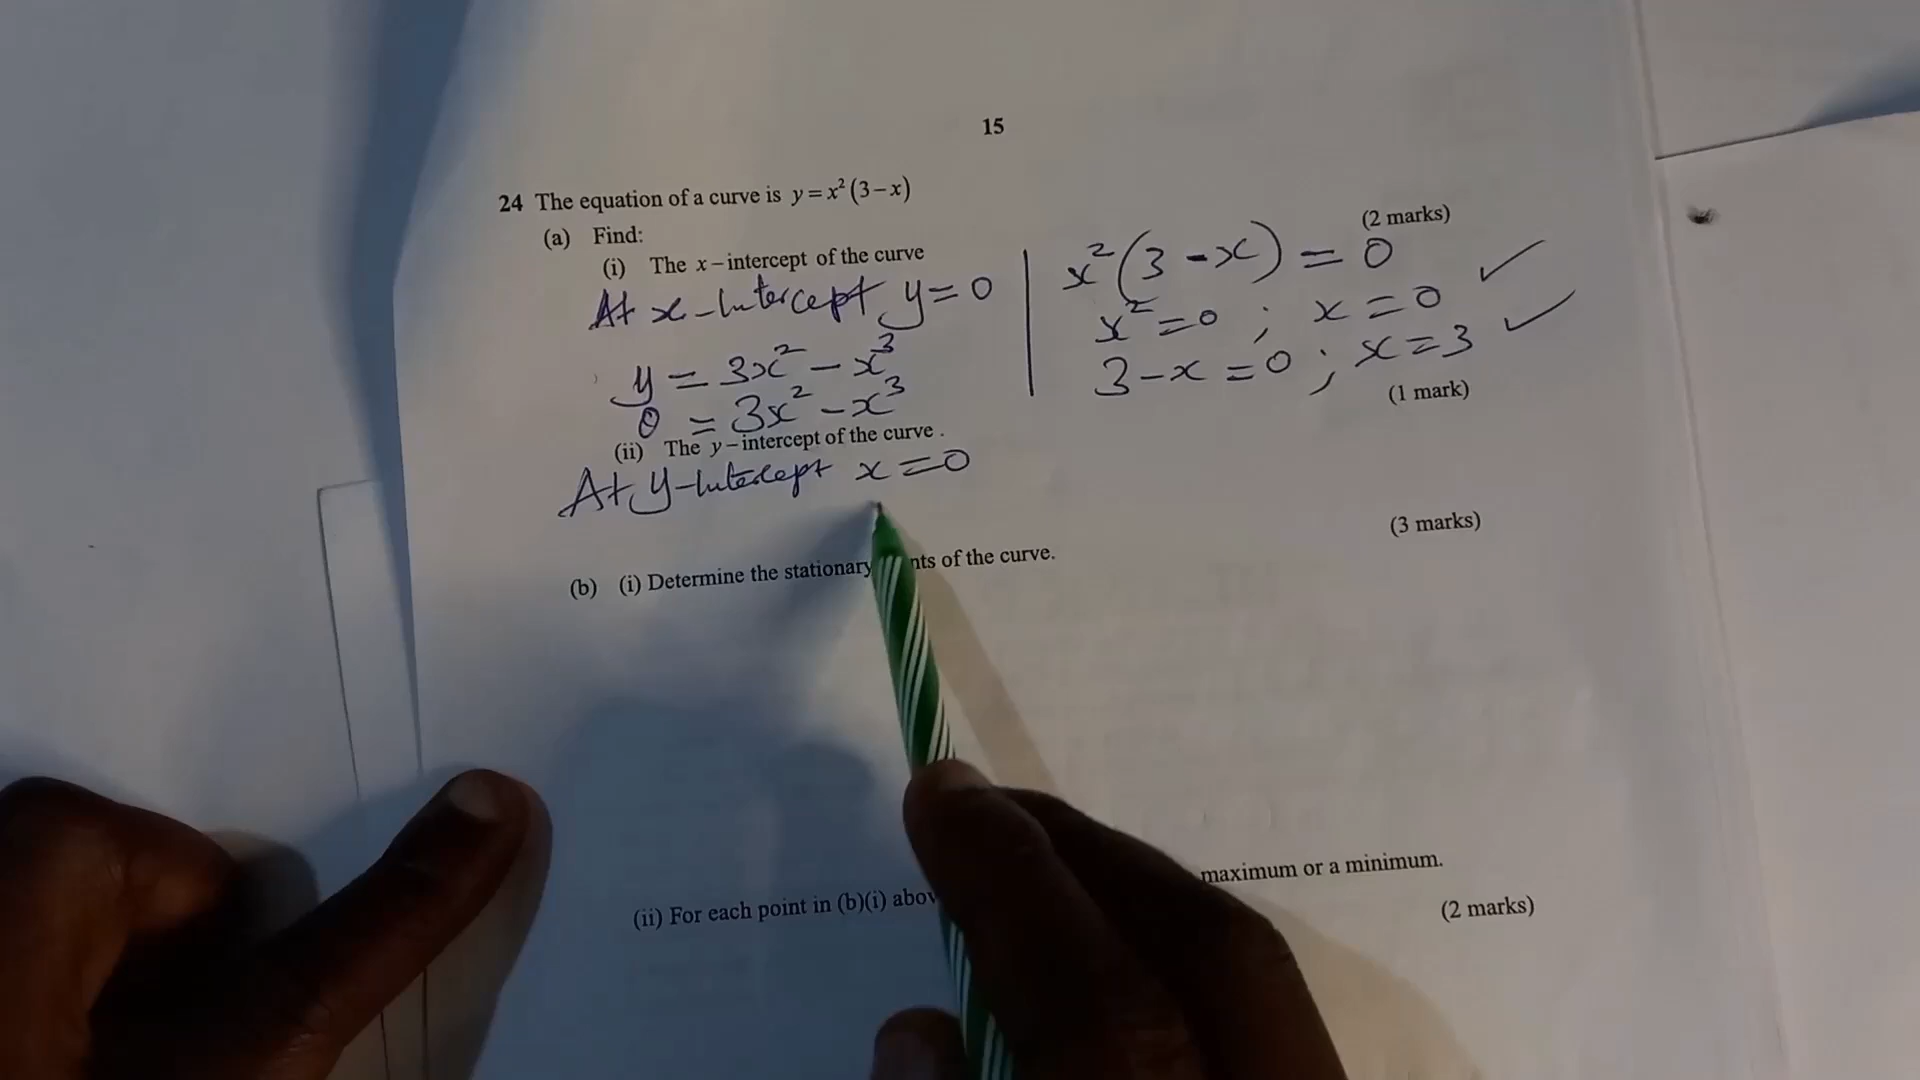 15
24 The equation of a curve is y = x² (3 – x)
(a) Find:
(2 marks)
(i) The x – intercept of the curve
At x-Intercept y = 0
y = 3x² – x³
0 = 3x² – x³
x² (3 - x) = 0
x² = 0 ; x = 0 ✓
3 - x = 0 ; x = 3 ✓
(1 mark)
(ii) The y – intercept of the curve .
At y-Intercept x = 0
(3 marks)
(b) (i) Determine the stationary nts of the curve.
(ii) For each point in (b)(i) abov maximum or a minimum.
(2 marks)